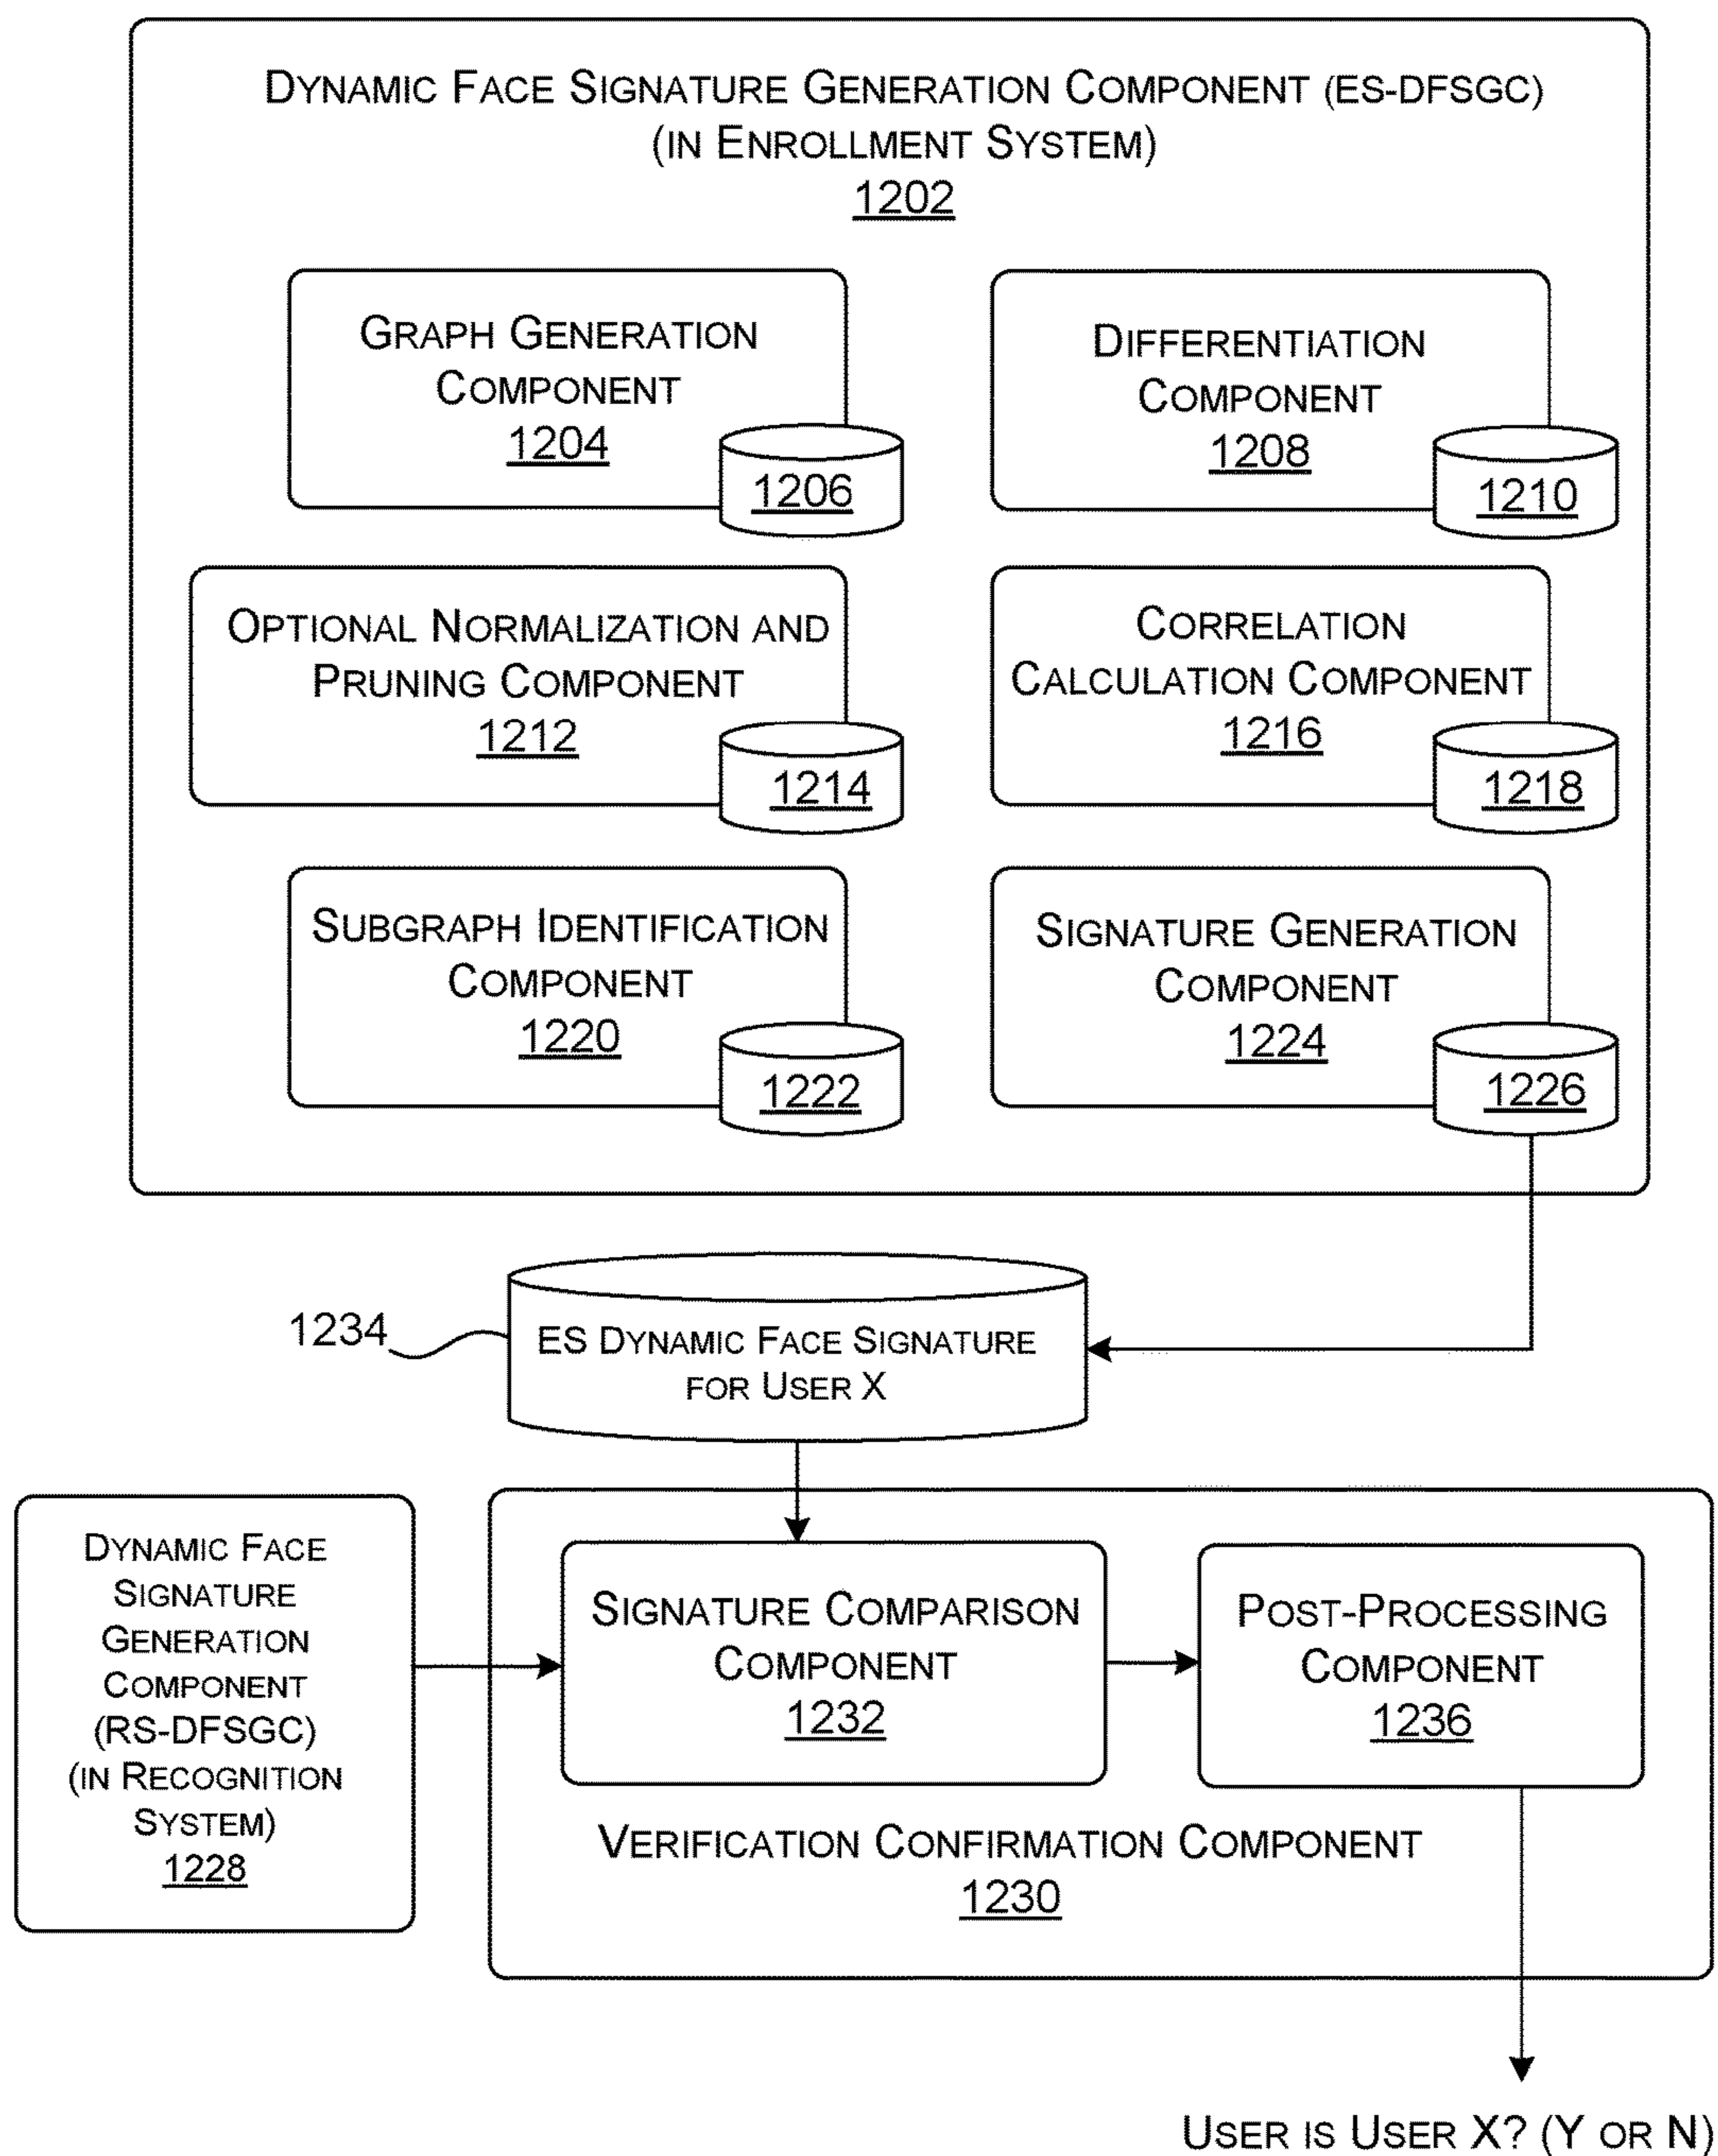 DYNAMIC FACE SIGNATURE GENERATION COMPONENT (ES-DFSGC)
(IN ENROLLMENT SYSTEM)
1202
GRAPH GENERATION
COMPONENT
1204
1206
DIFFERENTIATION
COMPONENT
1208
1210
OPTIONAL NORMALIZATION AND
PRUNING COMPONENT
1212
1214
CORRELATION
CALCULATION COMPONENT
1216
1218
SUBGRAPH IDENTIFICATION
COMPONENT
1220
1222
SIGNATURE GENERATION
COMPONENT
1224
1226
1234
ES DYNAMIC FACE SIGNATURE
FOR USER X
DYNAMIC FACE
SIGNATURE
GENERATION
COMPONENT
(RS-DFSGC)
(IN RECOGNITION
SYSTEM)
1228
SIGNATURE COMPARISON
COMPONENT
1232
POST-PROCESSING
COMPONENT
1236
VERIFICATION CONFIRMATION COMPONENT
1230
USER IS USER X? (Y OR N)